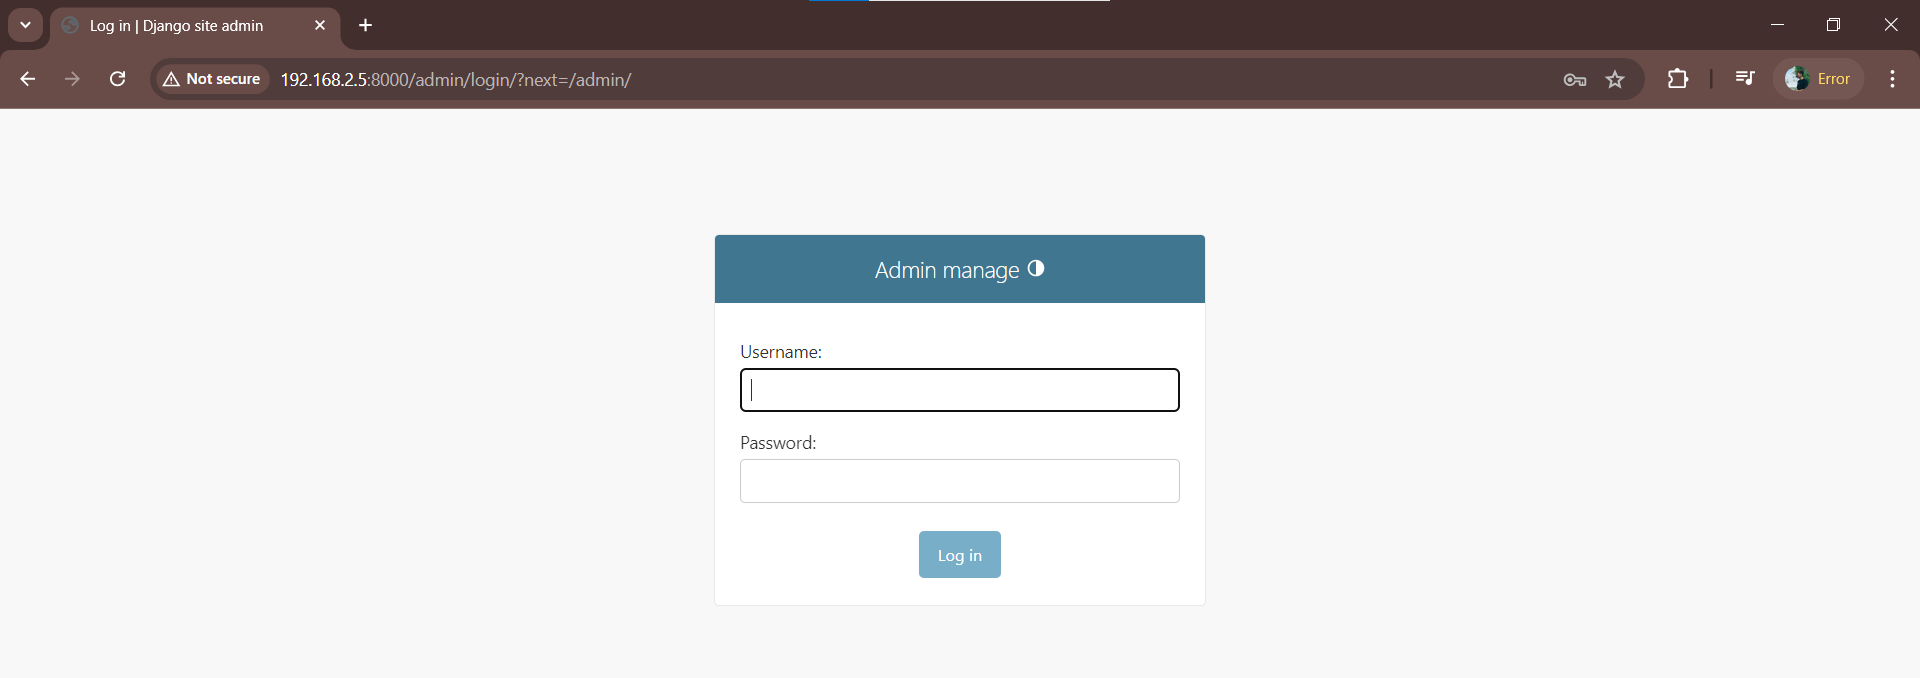 Log in | Django site admin
Not secure 192.168.2.5:8000/admin/login/?next=/admin/ Error
Admin manage
Username:
Password:
Log in